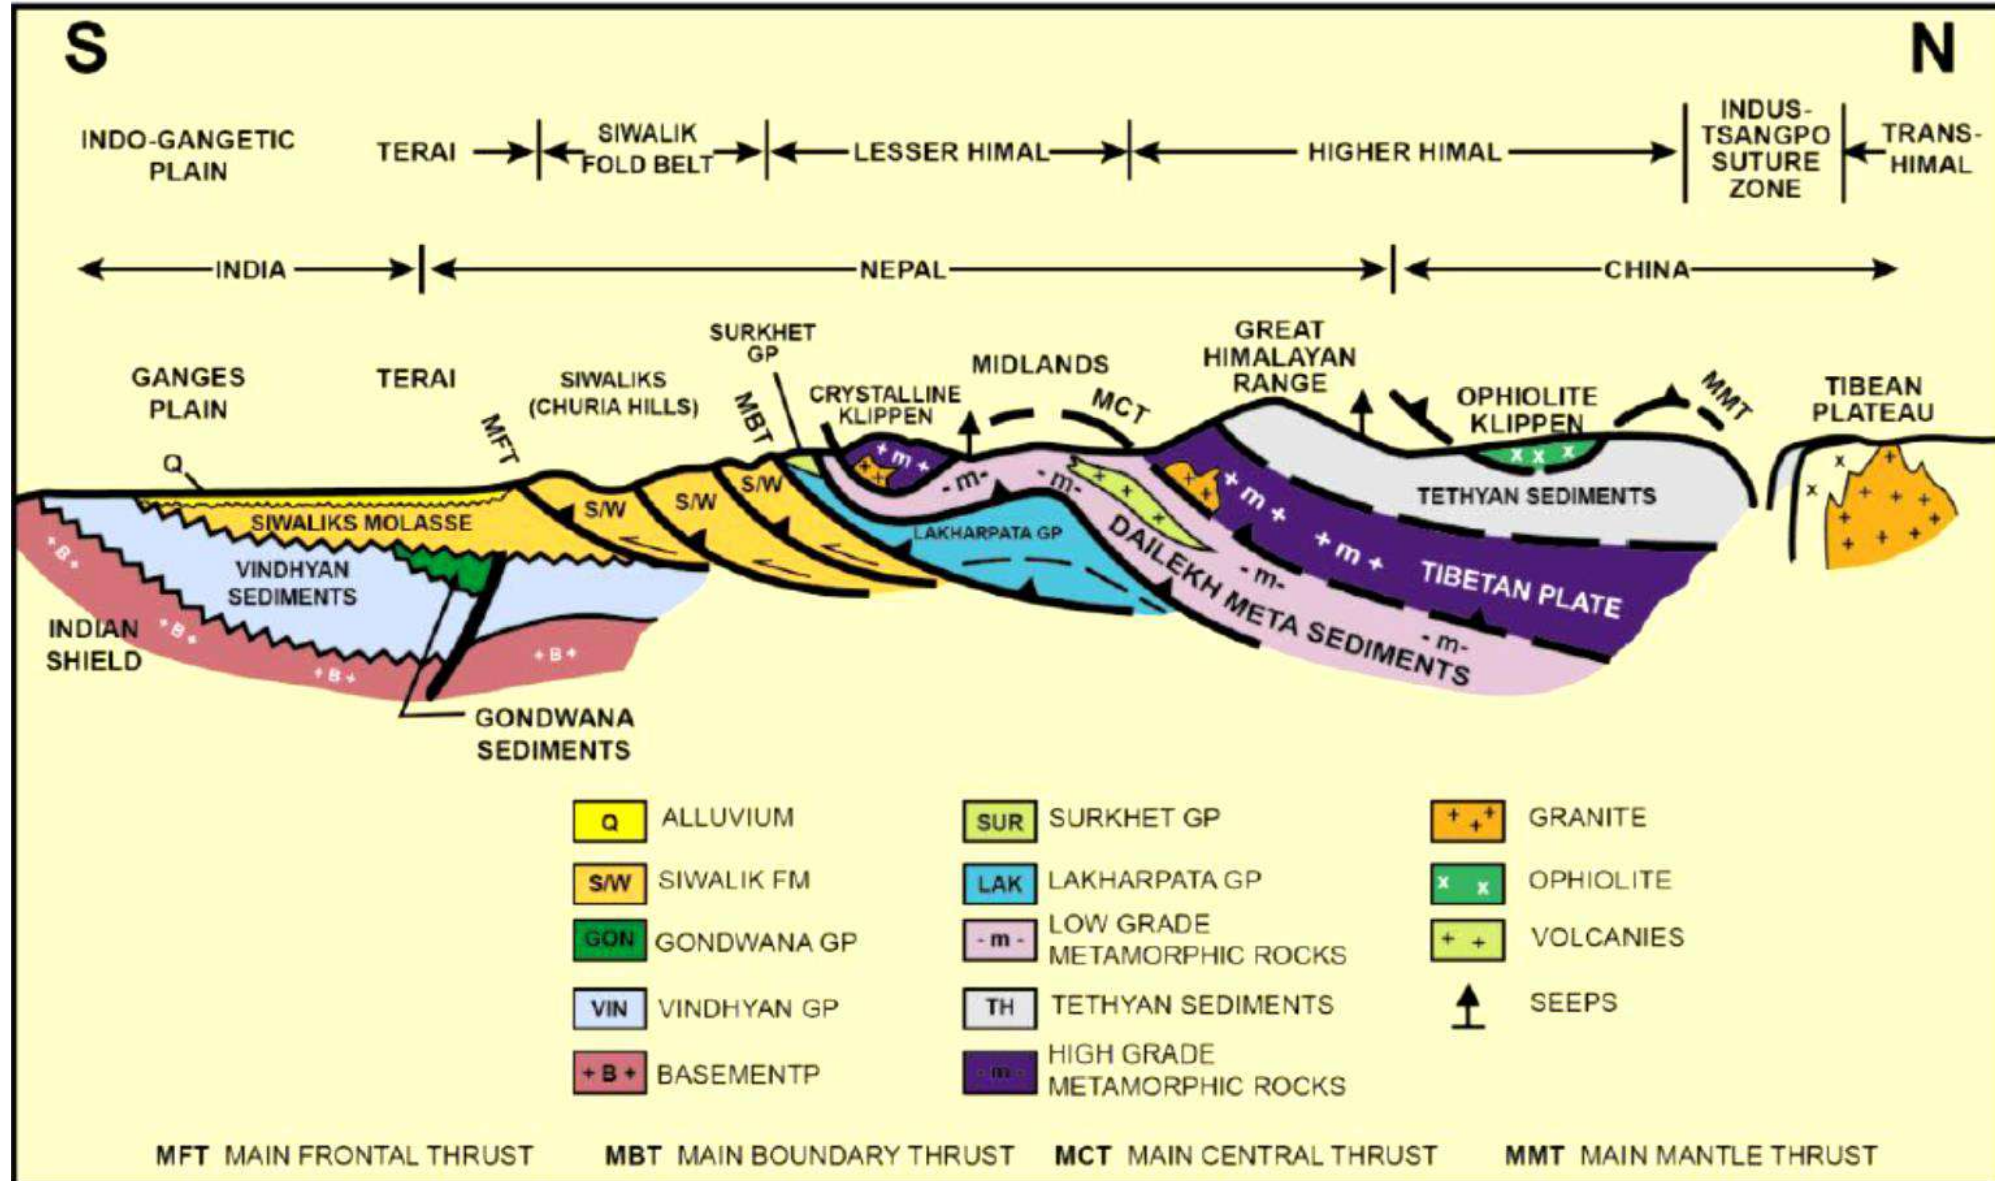 S
N
INDO-GANGETIC
PLAIN
TERAI
SIWALIK
FOLD BELT
LESSER HIMAL
HIGHER HIMAL
INDUS-
TSANGPO
SUTURE
ZONE
TRANS-
HIMAL
INDIA
NEPAL
CHINA
GANGES
PLAIN
TERAI
SIWALIKS
(CHURIA HILLS)
SURKHET
GP
CRYSTALLINE
KLIPPEN
MIDLANDS
GREAT
HIMALAYAN
RANGE
OPHIOLITE
KLIPPEN
TIBEAN
PLATEAU
MFT
MBT
MCT
MMT
Q
SIWALIKS MOLASSE
S/W
S/W
S/W
+ m +
- m -
- m -
+ +
+
+ + +
x x x
x
x
+ + + + + + + + +
LAKHARPATA GP
TETHYAN SEDIMENTS
+ m +
+ m +
TIBETAN PLATE
DAILEKH META SEDIMENTS
- m -
- m -
VINDHYAN
SEDIMENTS
+ B +
+ B +
+ B +
+ B +
INDIAN
SHIELD
GONDWANA
SEDIMENTS
Q ALLUVIUM
S/W SIWALIK FM
GON GONDWANA GP
VIN VINDHYAN GP
+ B + BASEMENTP
SUR SURKHET GP
LAK LAKHARPATA GP
- m - LOW GRADE
METAMORPHIC ROCKS
TH TETHYAN SEDIMENTS
- m - HIGH GRADE
METAMORPHIC ROCKS
+ + + GRANITE
x x OPHIOLITE
+ + VOLCANIES
SEEPS
MFT MAIN FRONTAL THRUST MBT MAIN BOUNDARY THRUST MCT MAIN CENTRAL THRUST MMT MAIN MANTLE THRUST